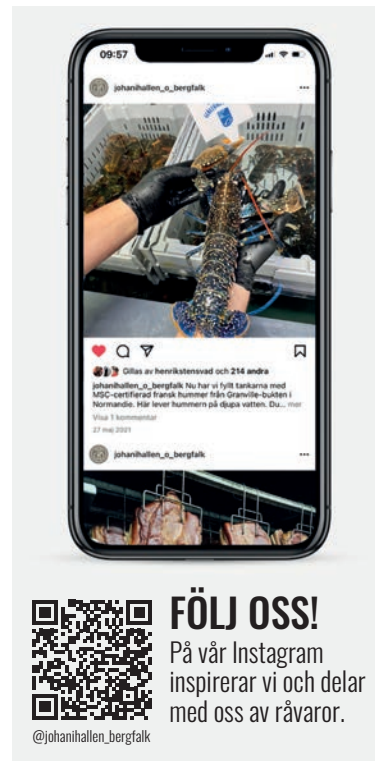 09:57
johanihallen_o_bergfalk
Gillas av henrikstensvad och 214 andra
johanihallen_o_bergfalk Nu har vi fyllt tankarna med
MSC-certifierad fransk hummer från Granville-bukten i
Normandie. Här lever hummern på djupa vatten. Du... mer
Visa 1 kommentar
27 maj 2021
johanihallen_o_bergfalk
FÖLJ OSS!
På vår Instagram
inspirerar vi och delar
med oss av råvaror.
@johanihallen_bergfalk